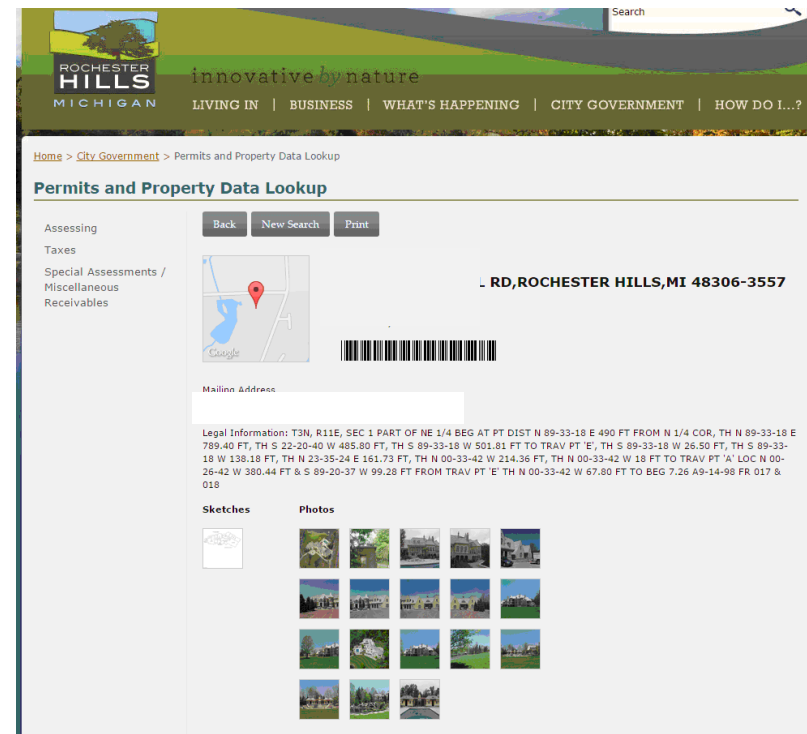 Search
ROCHESTER
HILLS
MICHIGAN
innovative by nature
LIVING IN | BUSINESS | WHAT'S HAPPENING | CITY GOVERNMENT | HOW DO I...?
Home > City Government > Permits and Property Data Lookup
Permits and Property Data Lookup
Assessing
Taxes
Special Assessments /
Miscellaneous
Receivables
Back New Search Print
Google
L RD,ROCHESTER HILLS,MI 48306-3557
Mailing Address
Legal Information: T3N, R11E, SEC 1 PART OF NE 1/4 BEG AT PT DIST N 89-33-18 E 490 FT FROM N 1/4 COR, TH N 89-33-18 E
789.40 FT, TH S 22-20-40 W 485.80 FT, TH S 89-33-18 W 501.81 FT TO TRAV PT 'E', TH S 89-33-18 W 26.50 FT, TH S 89-33-
18 W 138.18 FT, TH N 23-35-24 E 161.73 FT, TH N 00-33-42 W 214.36 FT, TH N 00-33-42 W 18 FT TO TRAV PT 'A' LOC N 00-
26-42 W 380.44 FT & S 89-20-37 W 99.28 FT FROM TRAV PT 'E' TH N 00-33-42 W 67.80 FT TO BEG 7.26 A9-14-98 FR 017 &
018
Sketches Photos